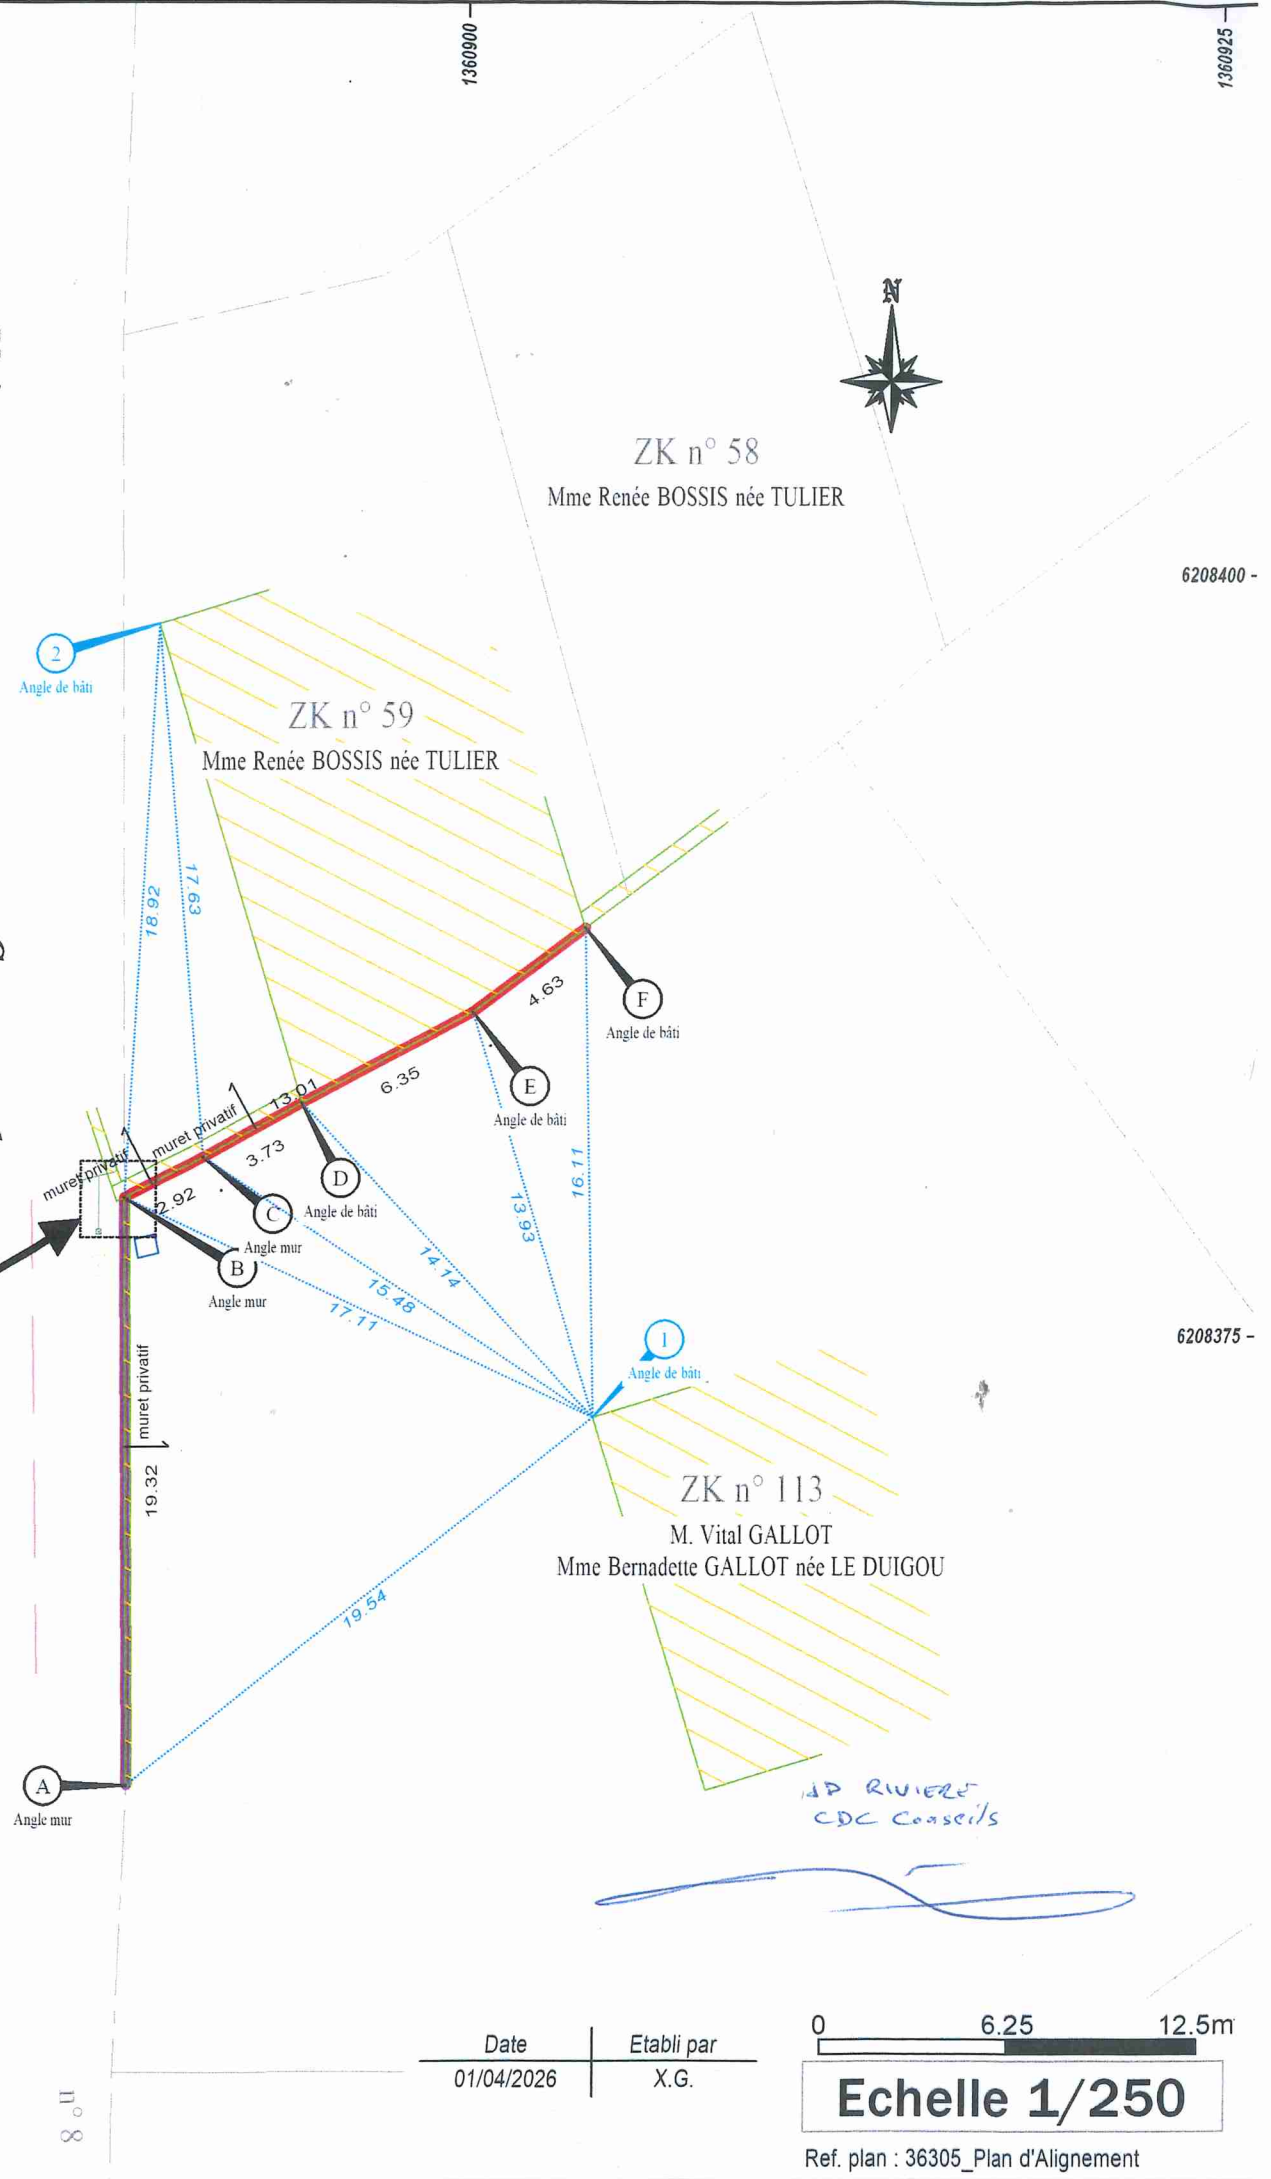 1360900
1360925
N
ZK n° 58
Mme Renée BOSSIS née TULIER
6208400
2
Angle de bâti
ZK n° 59
Mme Renée BOSSIS née TULIER
18.92
17.63
4.63
F
Angle de bâti
6.35
E
Angle de bâti
13.01
muret privatif
3.73
D
Angle de bâti
muret privatif
2.92
C
Angle mur
B
Angle mur
16.11
13.93
14.14
15.48
17.11
1
Angle de bâti
6208375
muret privatif
19.32
ZK n° 113
M. Vital GALLOT
Mme Bernadette GALLOT née LE DUIGOU
19.54
A
Angle mur
RIVIERE
CDC Conseils
Date
Etabli par
01/04/2026
X.G.
0 6.25 12.5m
Echelle 1/250
Ref. plan : 36305_Plan d'Alignement
n° 8